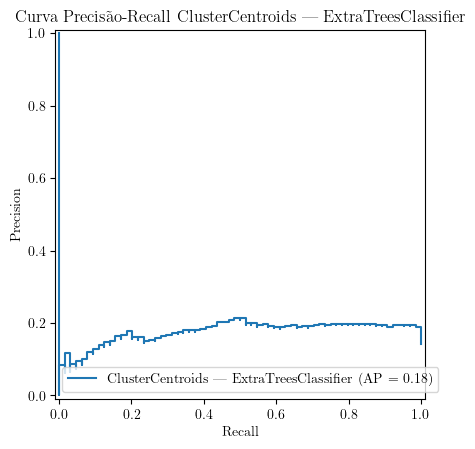 Curva Precisão-Recall ClusterCentroids — ExtraTreesClassifier
1.0
0.8
0.6
0.4
0.2
0.0
Precision
ClusterCentroids — ExtraTreesClassifier (AP = 0.18)
0.0 0.2 0.4 0.6 0.8 1.0
Recall